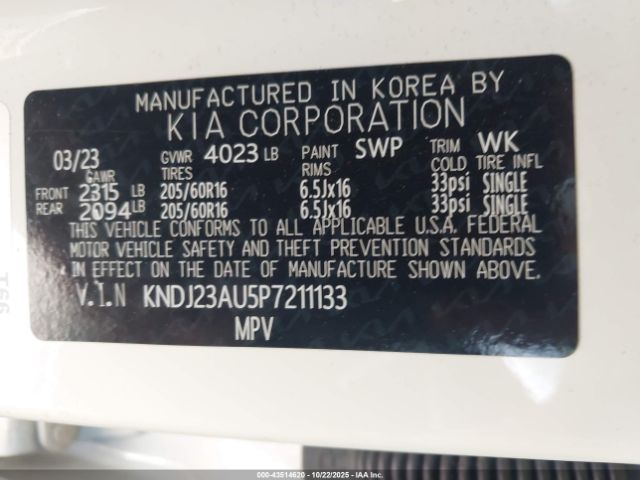 MANUFACTURED IN KOREA BY
KIA CORPORATION
03/23 GVWR 4023 LB PAINT SWP TRIM WK
GAWR TIRES RIMS COLD TIRE INFL
FRONT 2315 LB 205/60R16 6.5Jx16 33psi SINGLE
REAR 2094 LB 205/60R16 6.5Jx16 33psi SINGLE
THIS VEHICLE CONFORMS TO ALL APPLICABLE U.S.A. FEDERAL
MOTOR VEHICLE SAFETY AND THEFT PREVENTION STANDARDS
IN EFFECT ON THE DATE OF MANUFACTURE SHOWN ABOVE.
V.I.N KNDJ23AU5P7211133
MPV
000-43514620 - 10/22/2025 - IAA Inc.